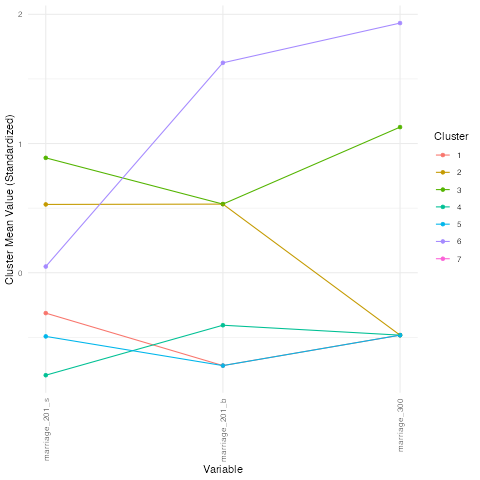 2
1
0
Cluster Mean Value (Standardized)
marriage_201_s
marriage_201_b
marriage_300
Variable
Cluster
1
2
3
4
5
6
7